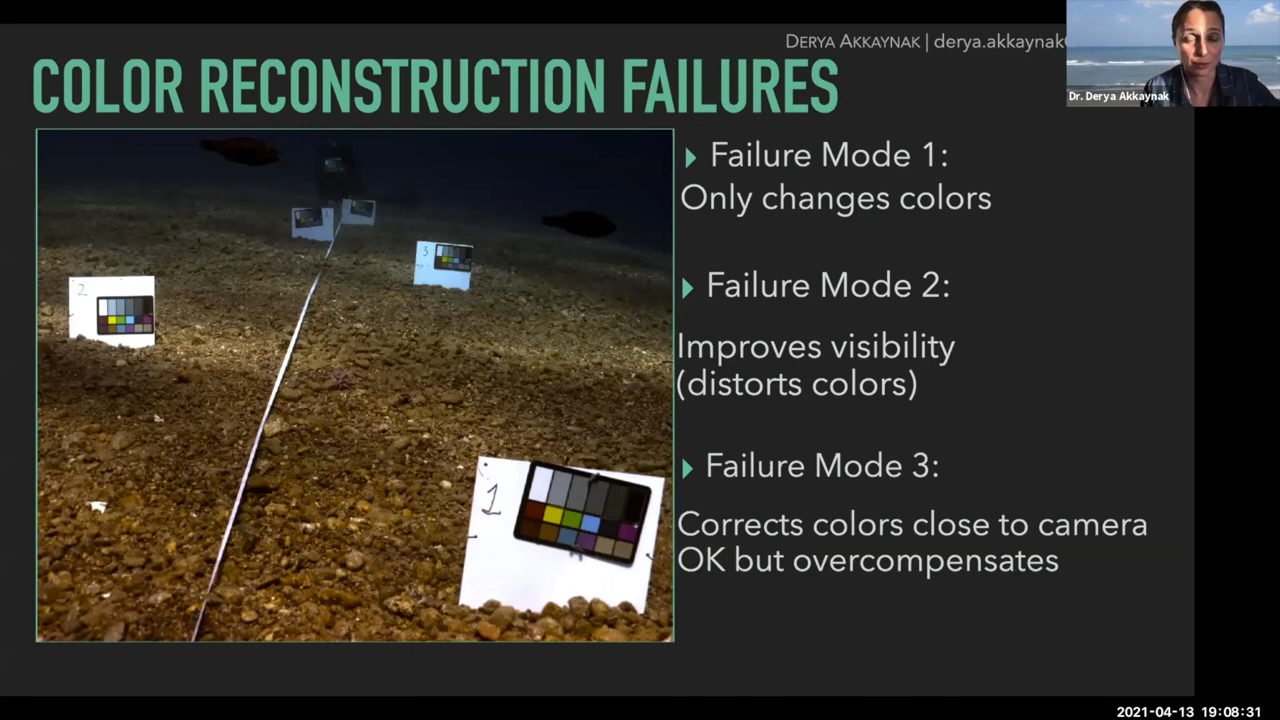 DERYA AKKAYNAK | derya.akkaynak
COLOR RECONSTRUCTION FAILURES
Dr. Derya Akkaynak
Failure Mode 1:
Only changes colors
Failure Mode 2:
Improves visibility
(distorts colors)
Failure Mode 3:
Corrects colors close to camera
OK but overcompensates
3
2
1
2021-04-13 19:08:31